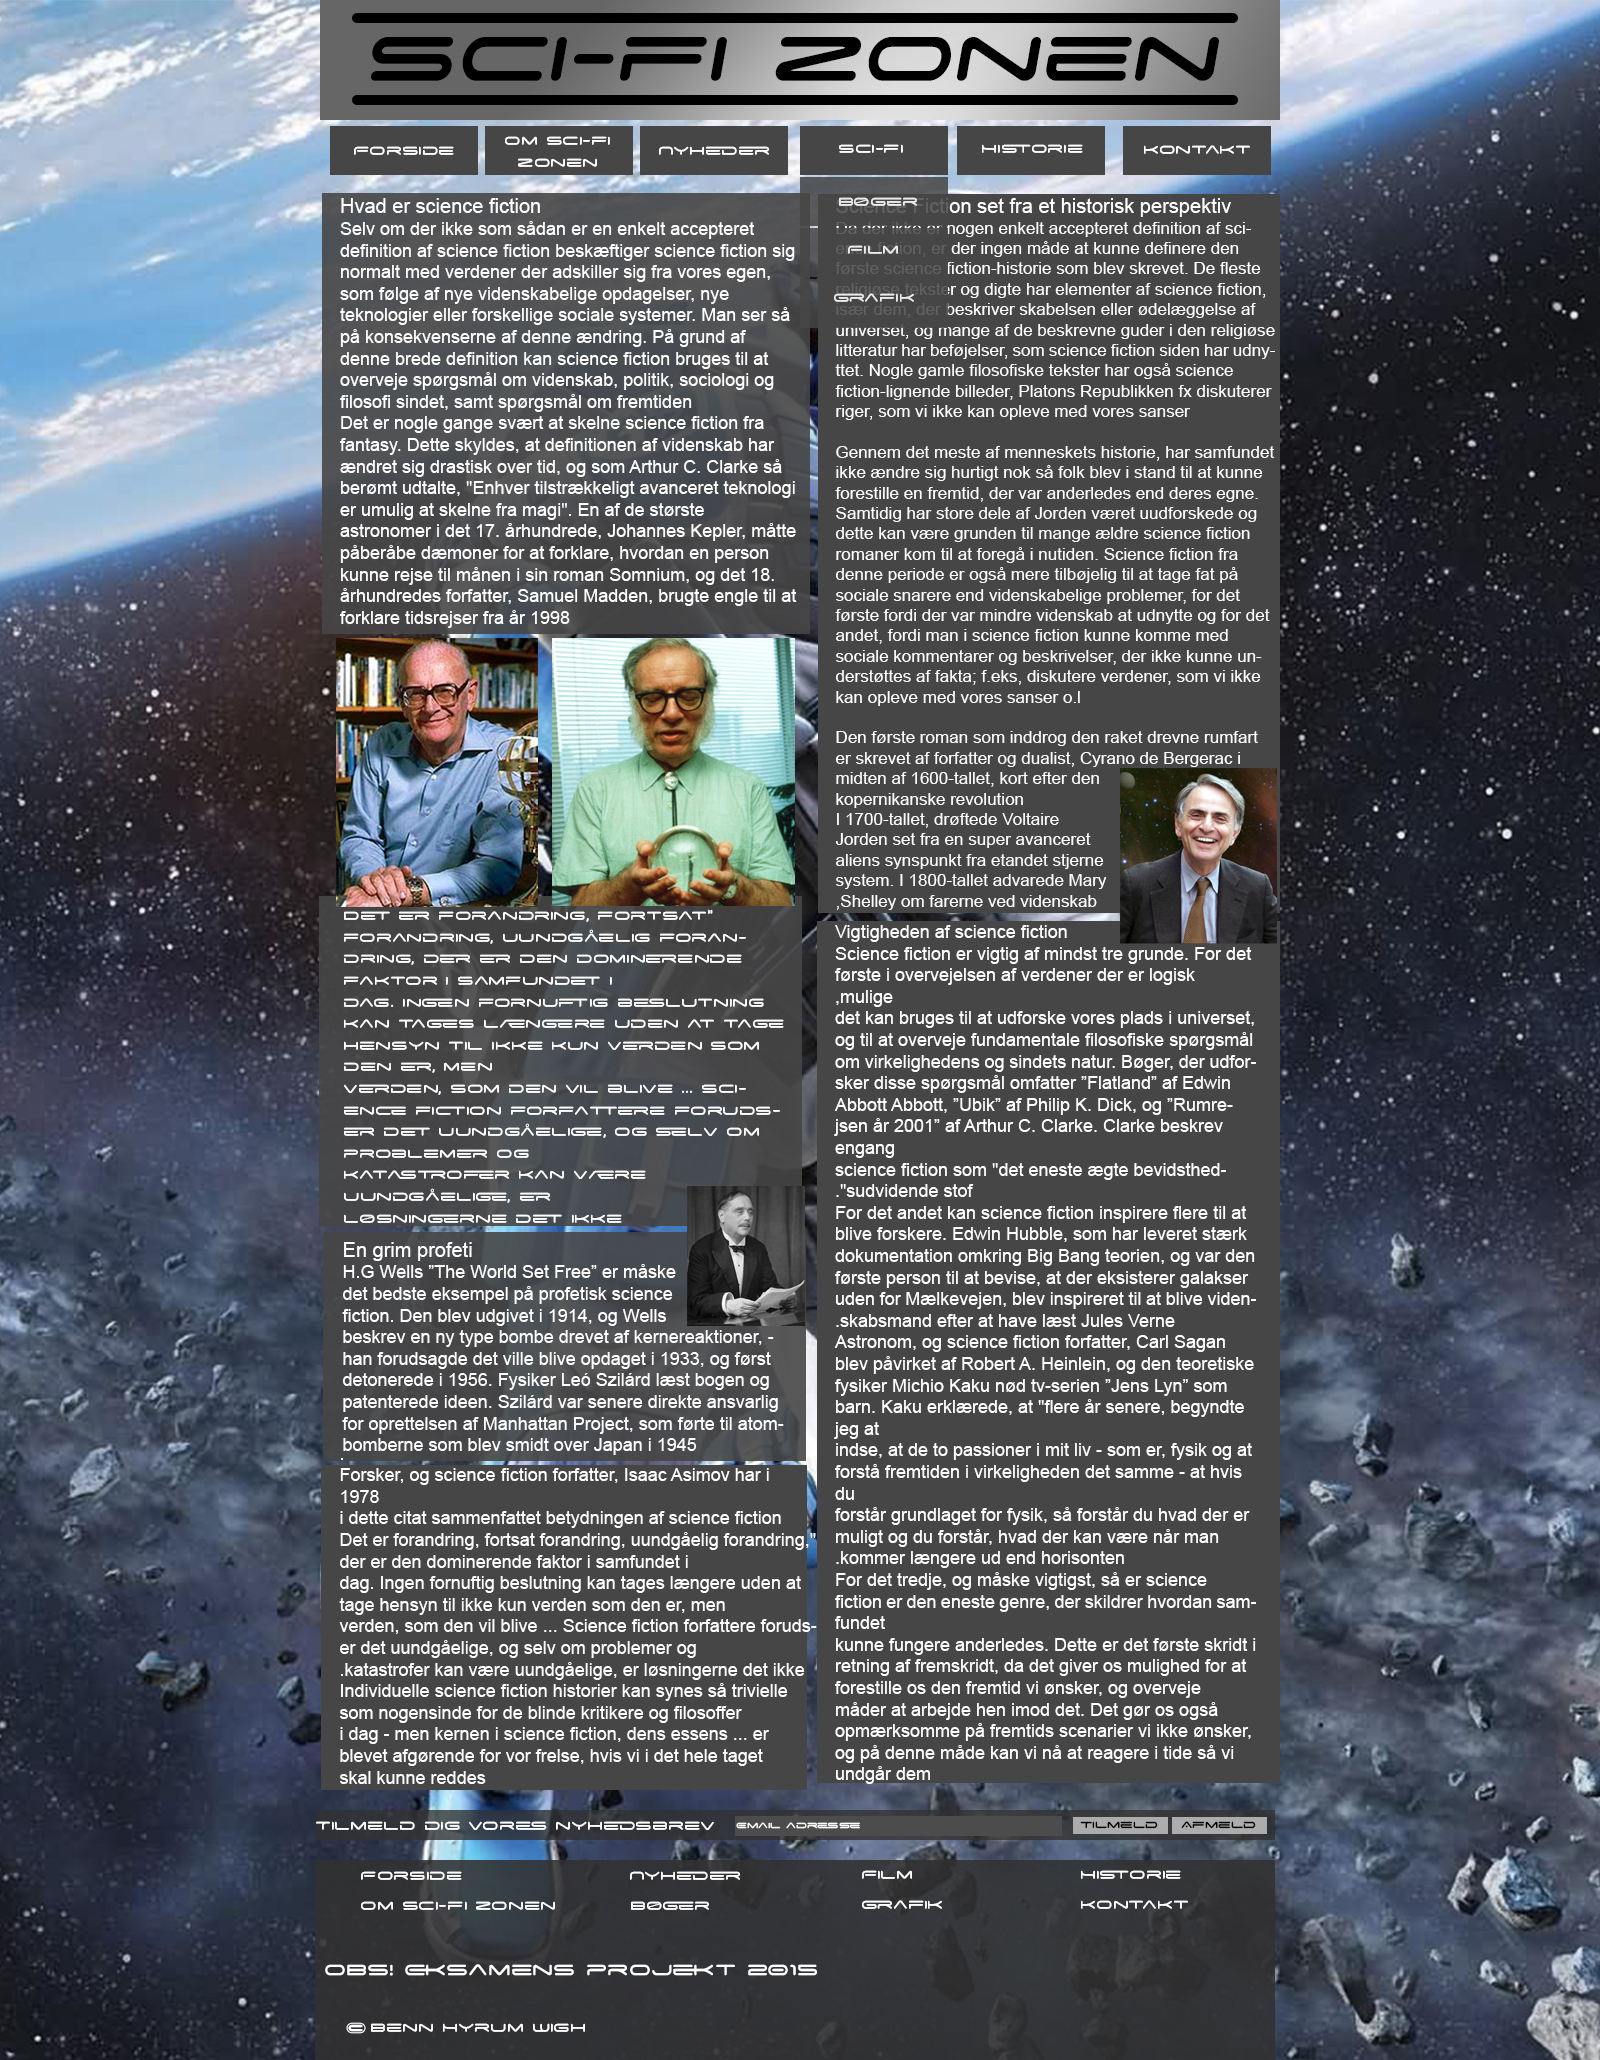 SCI-FI ZONEN
FORSIDE
OM SCI-FI
ZONEN
NYHEDER
SCI-FI
HISTORIE
KONTAKT
BØGER
FILM
GRAFIK
Hvad er science fiction
Selv om der ikke som sådan er en enkelt accepteret
definition af science fiction beskæftiger science fiction sig
normalt med verdener der adskiller sig fra vores egen,
som følge af nye videnskabelige opdagelser, nye
teknologier eller forskellige sociale systemer. Man ser så
på konsekvenserne af denne ændring. På grund af
denne brede definition kan science fiction bruges til at
overveje spørgsmål om videnskab, politik, sociologi og
filosofi sindet, samt spørgsmål om fremtiden
Det er nogle gange svært at skelne science fiction fra
fantasy. Dette skyldes, at definitionen af videnskab har
ændret sig drastisk over tid, og som Arthur C. Clarke så
berømt udtalte, "Enhver tilstrækkeligt avanceret teknologi
er umulig at skelne fra magi". En af de største
astronomer i det 17. århundrede, Johannes Kepler, måtte
påberåbe dæmoner for at forklare, hvordan en person
kunne rejse til månen i sin roman Somnium, og det 18.
århundredes forfatter, Samuel Madden, brugte engle til at
forklare tidsrejser fra år 1998
DET ER FORANDRING, FORTSAT"
FORANDRING, UUNDGÅELIG FORAN-
DRING, DER ER DEN DOMINERENDE
FAKTOR I SAMFUNDET I
DAG. INGEN FORNUFTIG BESLUTNING
KAN TAGES LÆNGERE UDEN AT TAGE
HENSYN TIL IKKE KUN VERDEN SOM
DEN ER, MEN
VERDEN, SOM DEN VIL BLIVE ... SCI-
ENCE FICTION FORFATTERE FORUDS-
ER DET UUNDGÅELIGE, OG SELV OM
PROBLEMER OG
KATASTROFER KAN VÆRE
UUNDGÅELIGE, ER
LØSNINGERNE DET IKKE
En grim profeti
H.G Wells ”The World Set Free” er måske
det bedste eksempel på profetisk science
fiction. Den blev udgivet i 1914, og Wells
beskrev en ny type bombe drevet af kernereaktioner, -
han forudsagde det ville blive opdaget i 1933, og først
detonerede i 1956. Fysiker Leó Szilárd læst bogen og
patenterede ideen. Szilárd var senere direkte ansvarlig
for oprettelsen af Manhattan Project, som førte til atom-
bomberne som blev smidt over Japan i 1945
Forsker, og science fiction forfatter, Isaac Asimov har i
1978
i dette citat sammenfattet betydningen af science fiction
Det er forandring, fortsat forandring, uundgåelig forandring,"
der er den dominerende faktor i samfundet i
dag. Ingen fornuftig beslutning kan tages længere uden at
tage hensyn til ikke kun verden som den er, men
verden, som den vil blive ... Science fiction forfattere foruds-
er det uundgåelige, og selv om problemer og
.katastrofer kan være uundgåelige, er løsningerne det ikke
Individuelle science fiction historier kan synes så trivielle
som nogensinde for de blinde kritikere og filosoffer
i dag - men kernen i science fiction, dens essens ... er
blevet afgørende for vor frelse, hvis vi i det hele taget
skal kunne reddes
Science Fiction set fra et historisk perspektiv
Da der ikke er nogen enkelt accepteret definition af sci-
ence fiction, er der ingen måde at kunne definere den
første science fiction-historie som blev skrevet. De fleste
religiøse tekster og digte har elementer af science fiction,
især dem, der beskriver skabelsen eller ødelæggelse af
universet, og mange af de beskrevne guder i den religiøse
litteratur har beføjelser, som science fiction siden har udny-
ttet. Nogle gamle filosofiske tekster har også science
fiction-lignende billeder, Platons Republikken fx diskuterer
riger, som vi ikke kan opleve med vores sanser
Gennem det meste af menneskets historie, har samfundet
ikke ændre sig hurtigt nok så folk blev i stand til at kunne
forestille en fremtid, der var anderledes end deres egne.
Samtidig har store dele af Jorden været uudforskede og
dette kan være grunden til mange ældre science fiction
romaner kom til at foregå i nutiden. Science fiction fra
denne periode er også mere tilbøjelig til at tage fat på
sociale snarere end videnskabelige problemer, for det
første fordi der var mindre videnskab at udnytte og for det
andet, fordi man i science fiction kunne komme med
sociale kommentarer og beskrivelser, der ikke kunne un-
derstøttes af fakta; f.eks, diskutere verdener, som vi ikke
kan opleve med vores sanser o.l
Den første roman som inddrog den raket drevne rumfart
er skrevet af forfatter og dualist, Cyrano de Bergerac i
midten af 1600-tallet, kort efter den
kopernikanske revolution
I 1700-tallet, drøftede Voltaire
Jorden set fra en super avanceret
aliens synspunkt fra etandet stjerne
system. I 1800-tallet advarede Mary
,Shelley om farerne ved videnskab
Vigtigheden af science fiction
Science fiction er vigtig af mindst tre grunde. For det
første i overvejelsen af verdener der er logisk
,mulige
det kan bruges til at udforske vores plads i universet,
og til at overveje fundamentale filosofiske spørgsmål
om virkelighedens og sindets natur. Bøger, der udfor-
sker disse spørgsmål omfatter ”Flatland” af Edwin
Abbott Abbott, ”Ubik” af Philip K. Dick, og ”Rumre-
jsen år 2001” af Arthur C. Clarke. Clarke beskrev
engang
science fiction som "det eneste ægte bevidsthed-
."sudvidende stof
For det andet kan science fiction inspirere flere til at
blive forskere. Edwin Hubble, som har leveret stærk
dokumentation omkring Big Bang teorien, og var den
første person til at bevise, at der eksisterer galakser
uden for Mælkevejen, blev inspireret til at blive viden-
.skabsmand efter at have læst Jules Verne
Astronom, og science fiction forfatter, Carl Sagan
blev påvirket af Robert A. Heinlein, og den teoretiske
fysiker Michio Kaku nød tv-serien ”Jens Lyn” som
barn. Kaku erklærede, at "flere år senere, begyndte
jeg at
indse, at de to passioner i mit liv - som er, fysik og at
forstå fremtiden i virkeligheden det samme - at hvis
du
forstår grundlaget for fysik, så forstår du hvad der er
muligt og du forstår, hvad der kan være når man
.kommer længere ud end horisonten
For det tredje, og måske vigtigst, så er science
fiction er den eneste genre, der skildrer hvordan sam-
fundet
kunne fungere anderledes. Dette er det første skridt i
retning af fremskridt, da det giver os mulighed for at
forestille os den fremtid vi ønsker, og overveje
måder at arbejde hen imod det. Det gør os også
opmærksomme på fremtids scenarier vi ikke ønsker,
og på denne måde kan vi nå at reagere i tide så vi
undgår dem
TILMELD DIG VORES NYHEDSBREV
EMAIL ADRESSE
TILMELD
AFMELD
FORSIDE
NYHEDER
FILM
HISTORIE
OM SCI-FI ZONEN
BØGER
GRAFIK
KONTAKT
OBS! EKSAMENS PROJEKT 2015
© BENN HYRUM WIGH